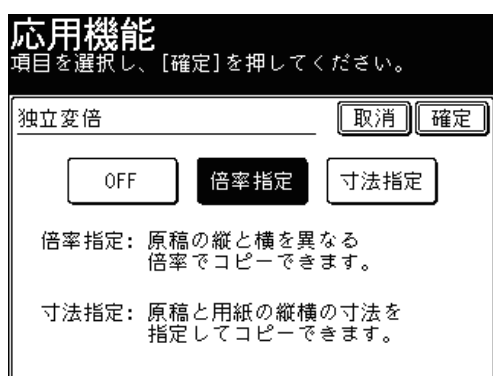 応用機能
項目を選択し、[確定]を押してください。
独立変倍 取消 確定
OFF 倍率指定 寸法指定
倍率指定: 原稿の縦と横を異なる
倍率でコピーできます。
寸法指定: 原稿と用紙の縦横の寸法を
指定してコピーできます。